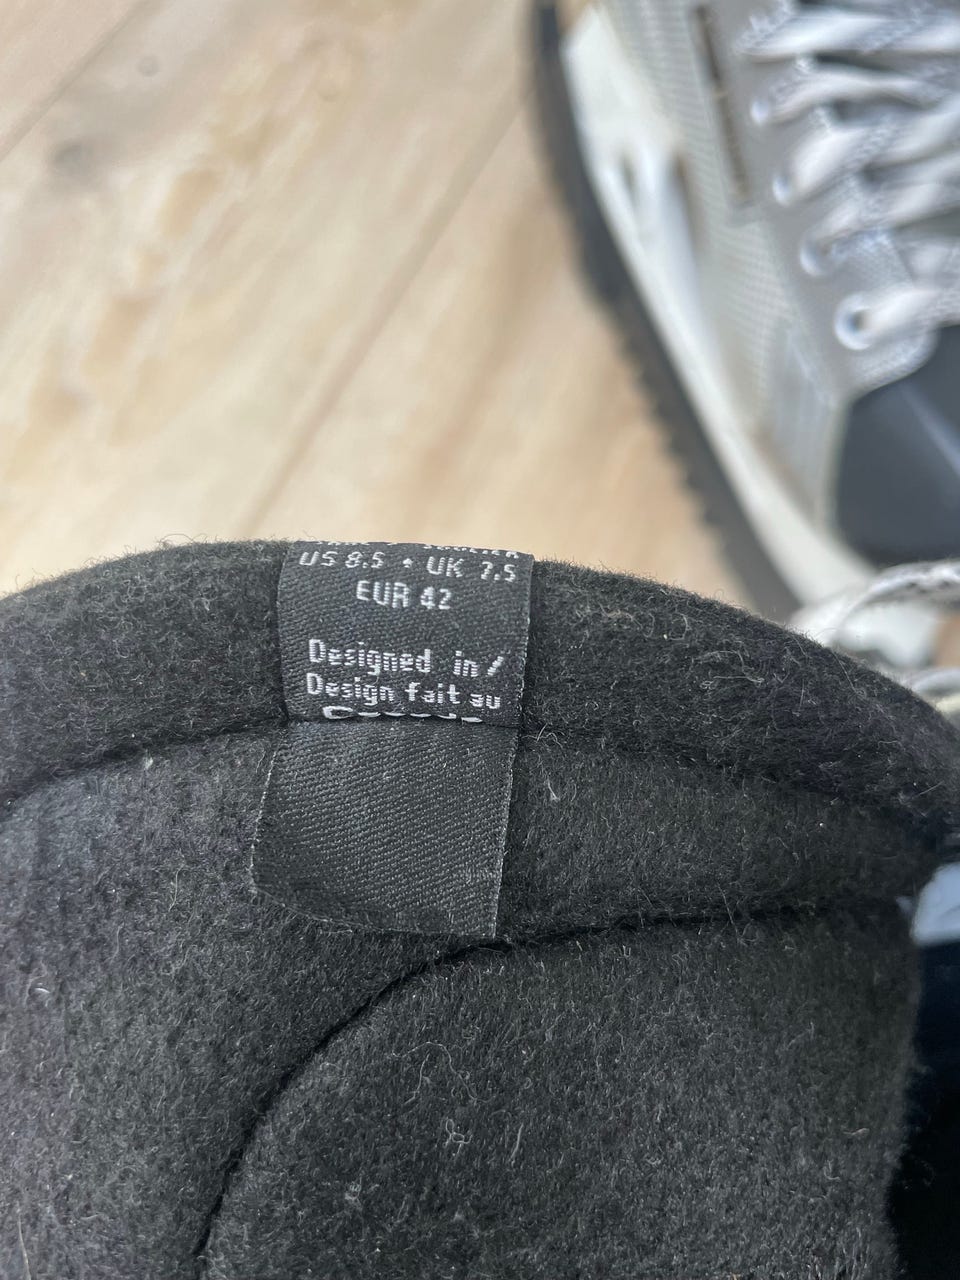 US 8.5 • UK 7.5
EUR 42
Designed in /
Design fait au